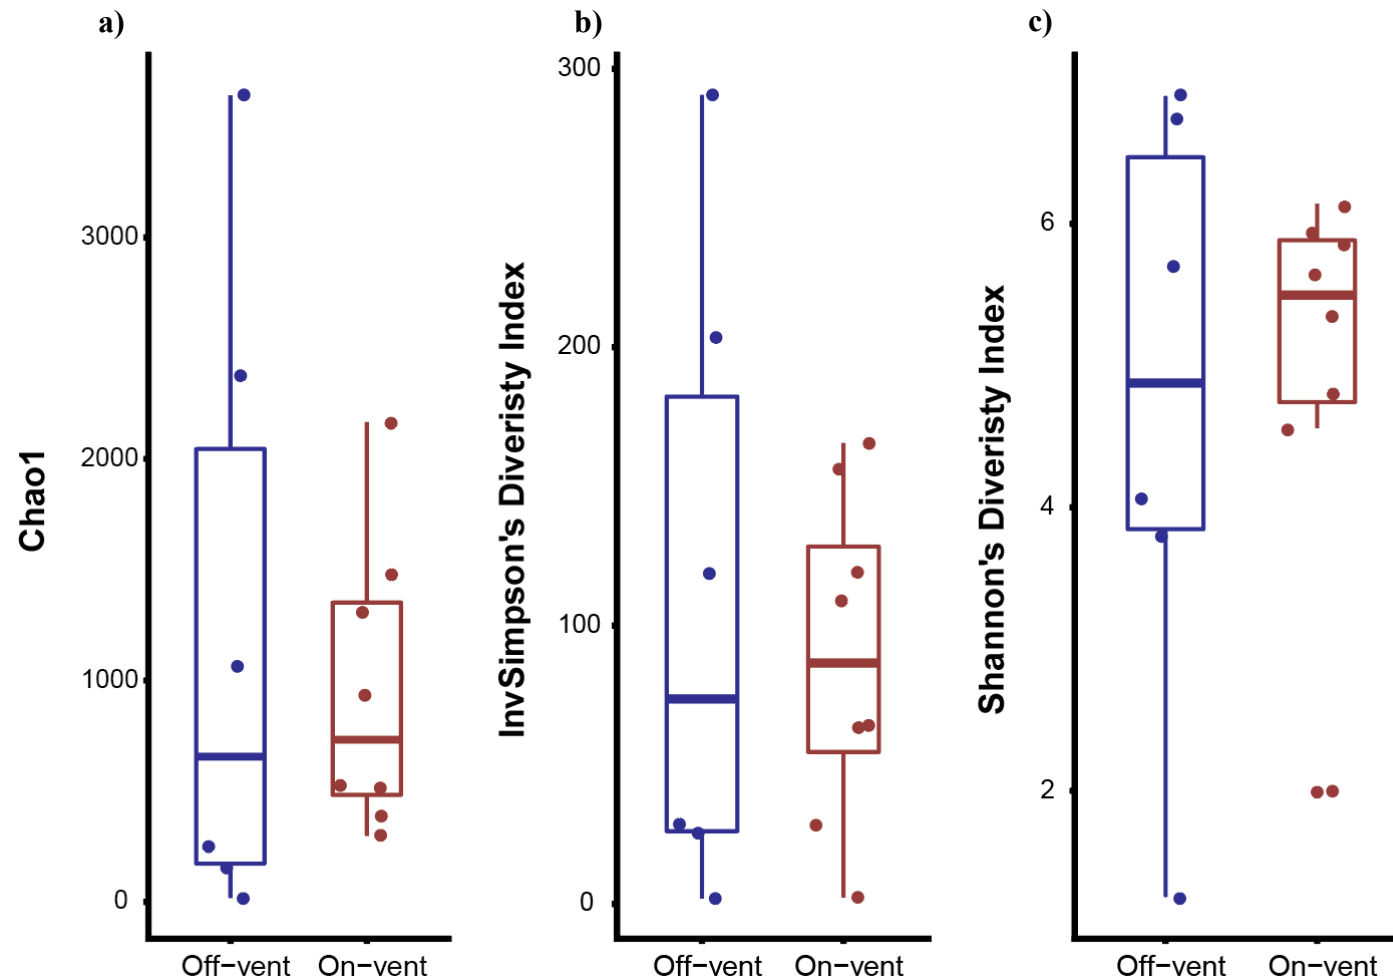 a)
Chao1
3000
2000
1000
0
Off-vent On-vent
b)
InvSimpson's Diveristy Index
300
200
100
0
Off-vent On-vent
c)
Shannon's Diveristy Index
6
4
2
Off-vent On-vent